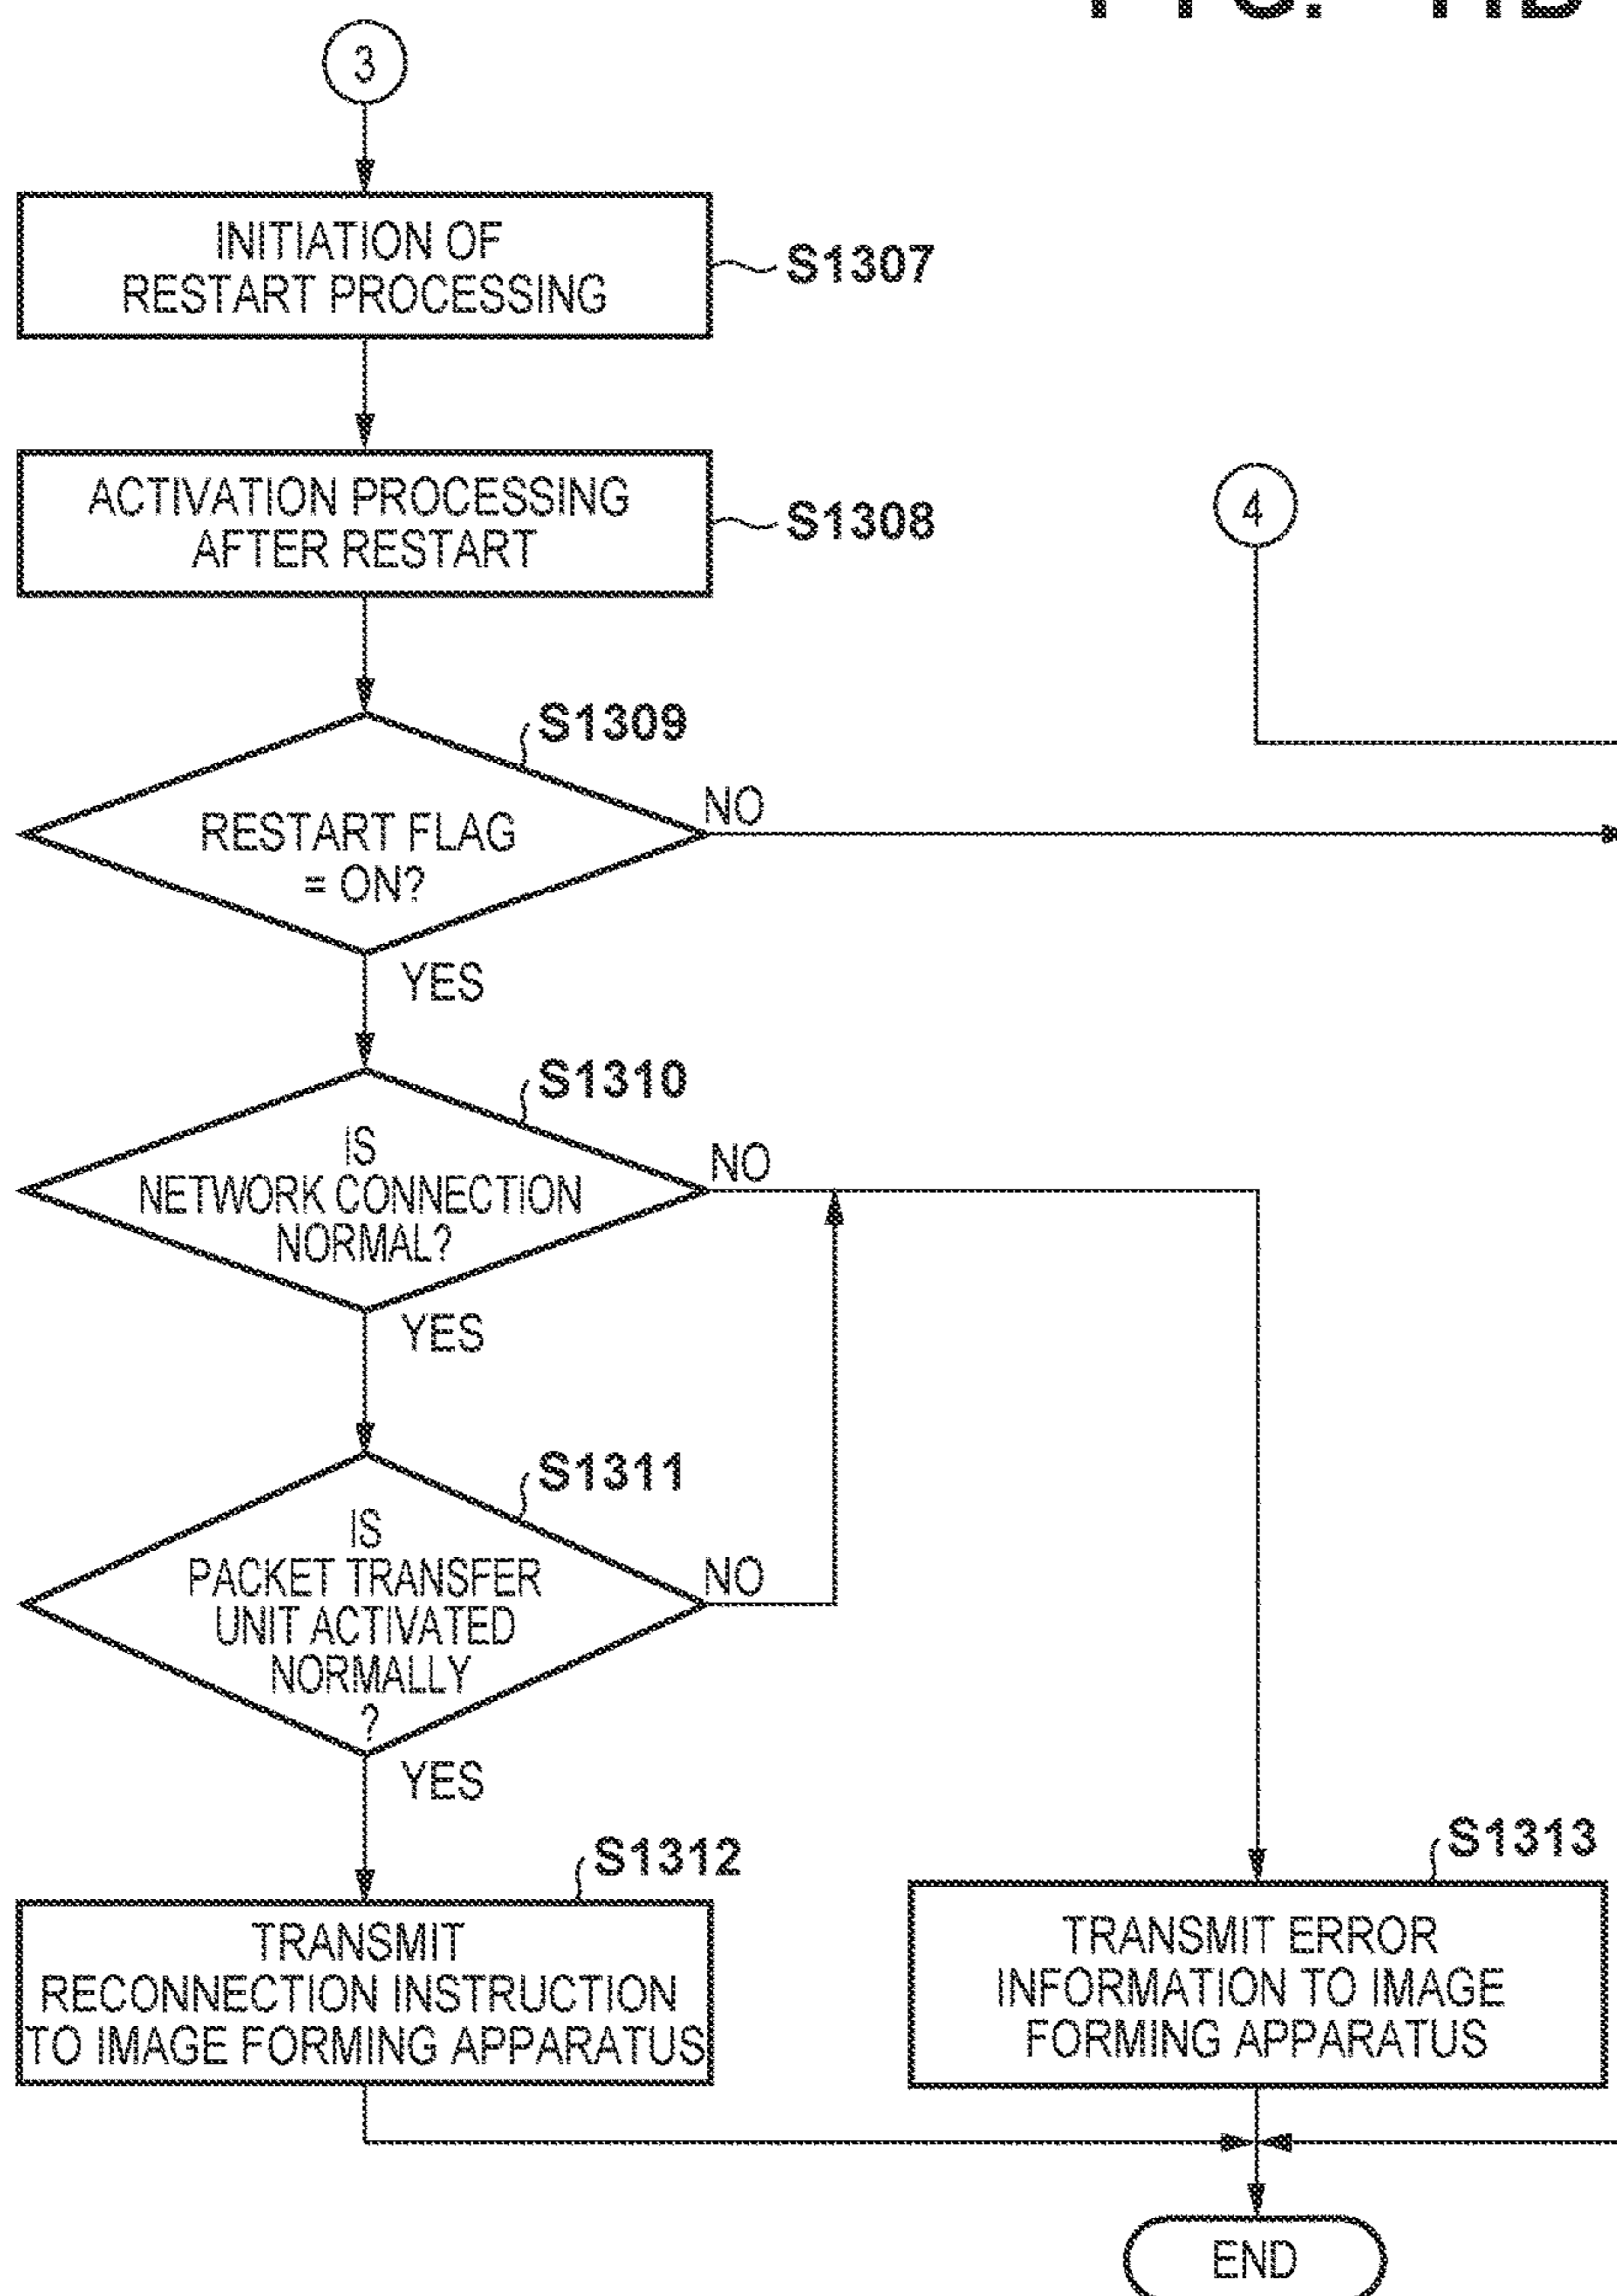 3
INITIATION OF
RESTART PROCESSING
S1307
ACTIVATION PROCESSING
AFTER RESTART
S1308
4
S1309
RESTART FLAG
= ON?
NO
YES
S1310
IS
NETWORK CONNECTION
NORMAL?
NO
YES
S1311
IS
PACKET TRANSFER
UNIT ACTIVATED
NORMALLY
?
NO
YES
S1312
TRANSMIT
RECONNECTION INSTRUCTION
TO IMAGE FORMING APPARATUS
S1313
TRANSMIT ERROR
INFORMATION TO IMAGE
FORMING APPARATUS
END